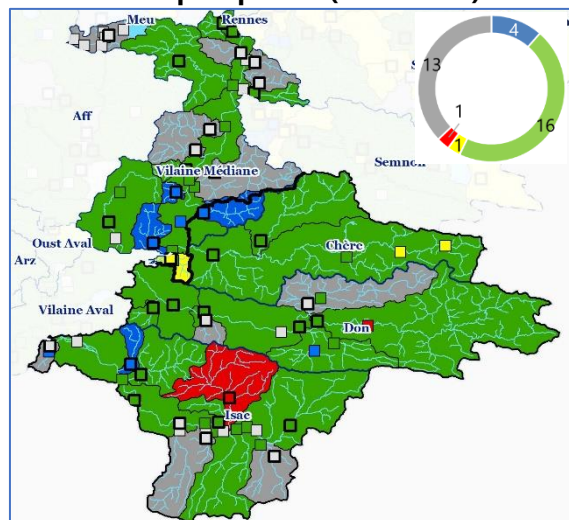 Meu
Rennes
4
13
1
1
16
Aff
Semnon
Vilaine Médiane
Oust Aval
Chère
Arz
Vilaine Aval
Don
Isac